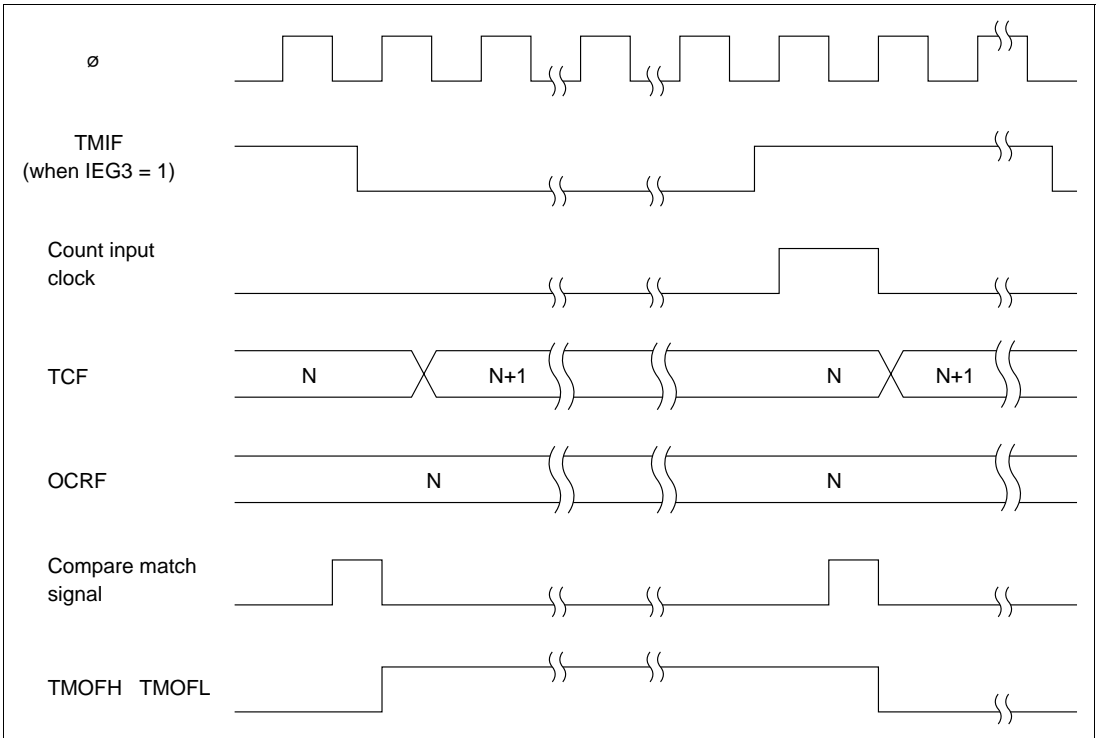 ø
TMIF
(when IEG3 = 1)
Count input
clock
TCF
N
N+1
N
N+1
OCRF
N
N
Compare match
signal
TMOFH TMOFL